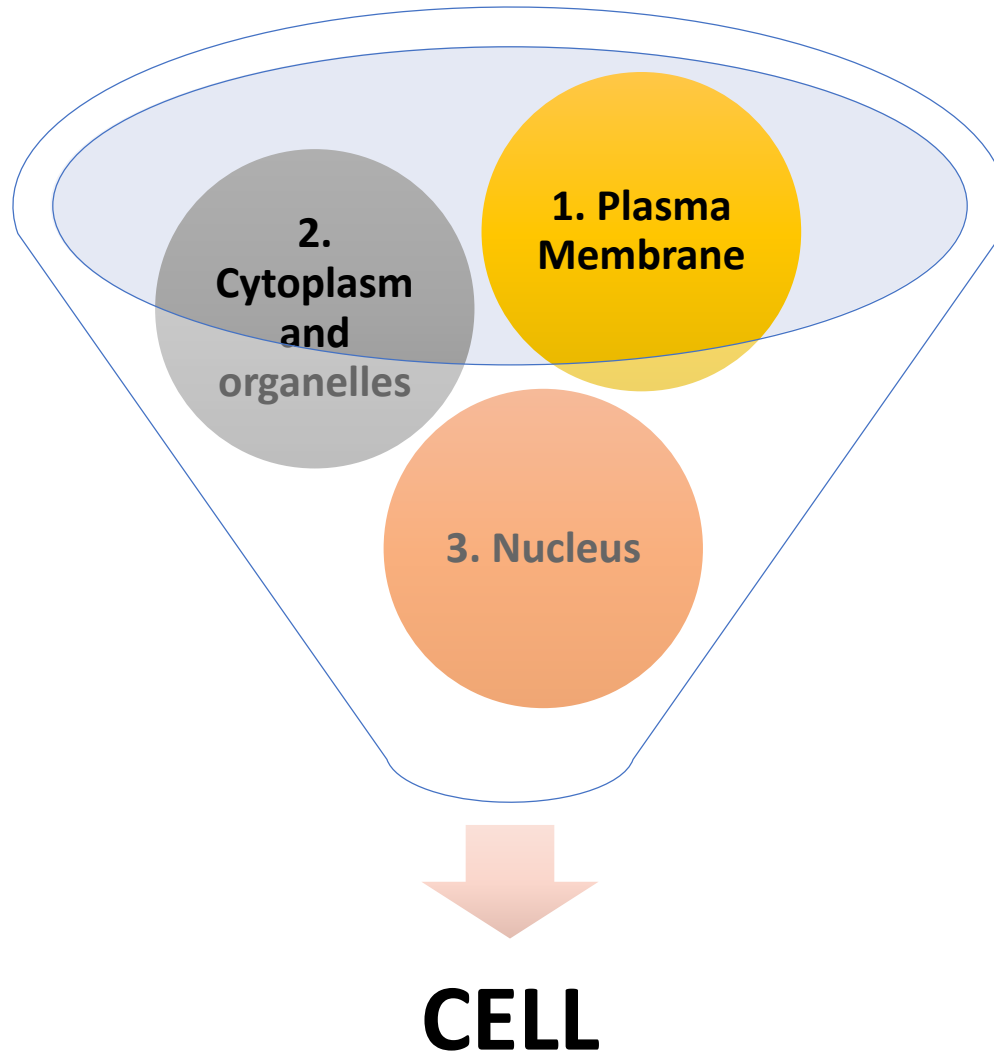 1. Plasma
Membrane
2.
Cytoplasm
and
organelles
3. Nucleus
CELL